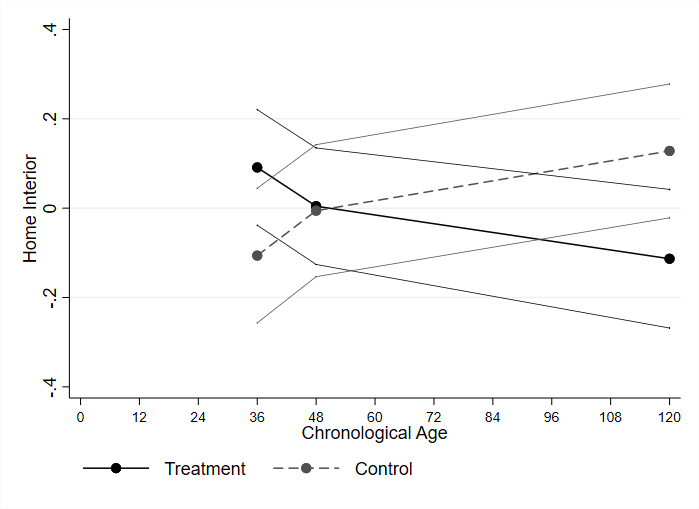 .4
.2
0
-.2
-.4
Home Interior
0 12 24 36 48 60 72 84 96 108 120
Chronological Age
Treatment Control